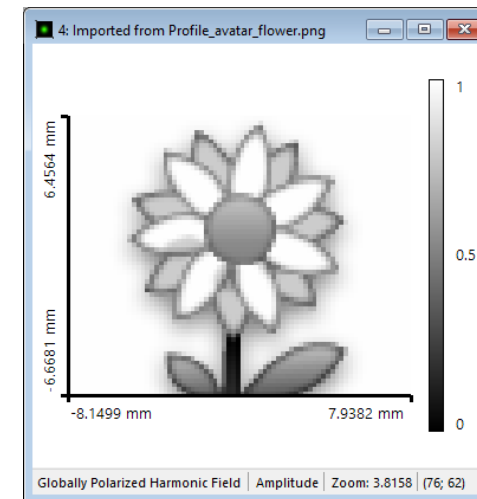 4: Imported from Profile_avatar_flower.png
1
6.4564 mm
0.5
-6.6681 mm
0
-8.1499 mm 7.9382 mm
Globally Polarized Harmonic Field Amplitude Zoom: 3.8158 (76; 62)